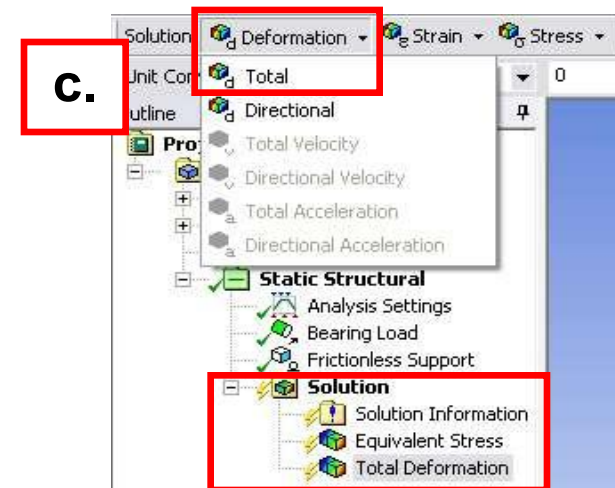 Solution Deformation Strain Stress
c.
Unit Con 0
Total
utline
Directional
Pro
Total Velocity
Directional Velocity
Total Acceleration
Directional Acceleration
Static Structural
Analysis Settings
Bearing Load
Frictionless Support
Solution
Solution Information
Equivalent Stress
Total Deformation